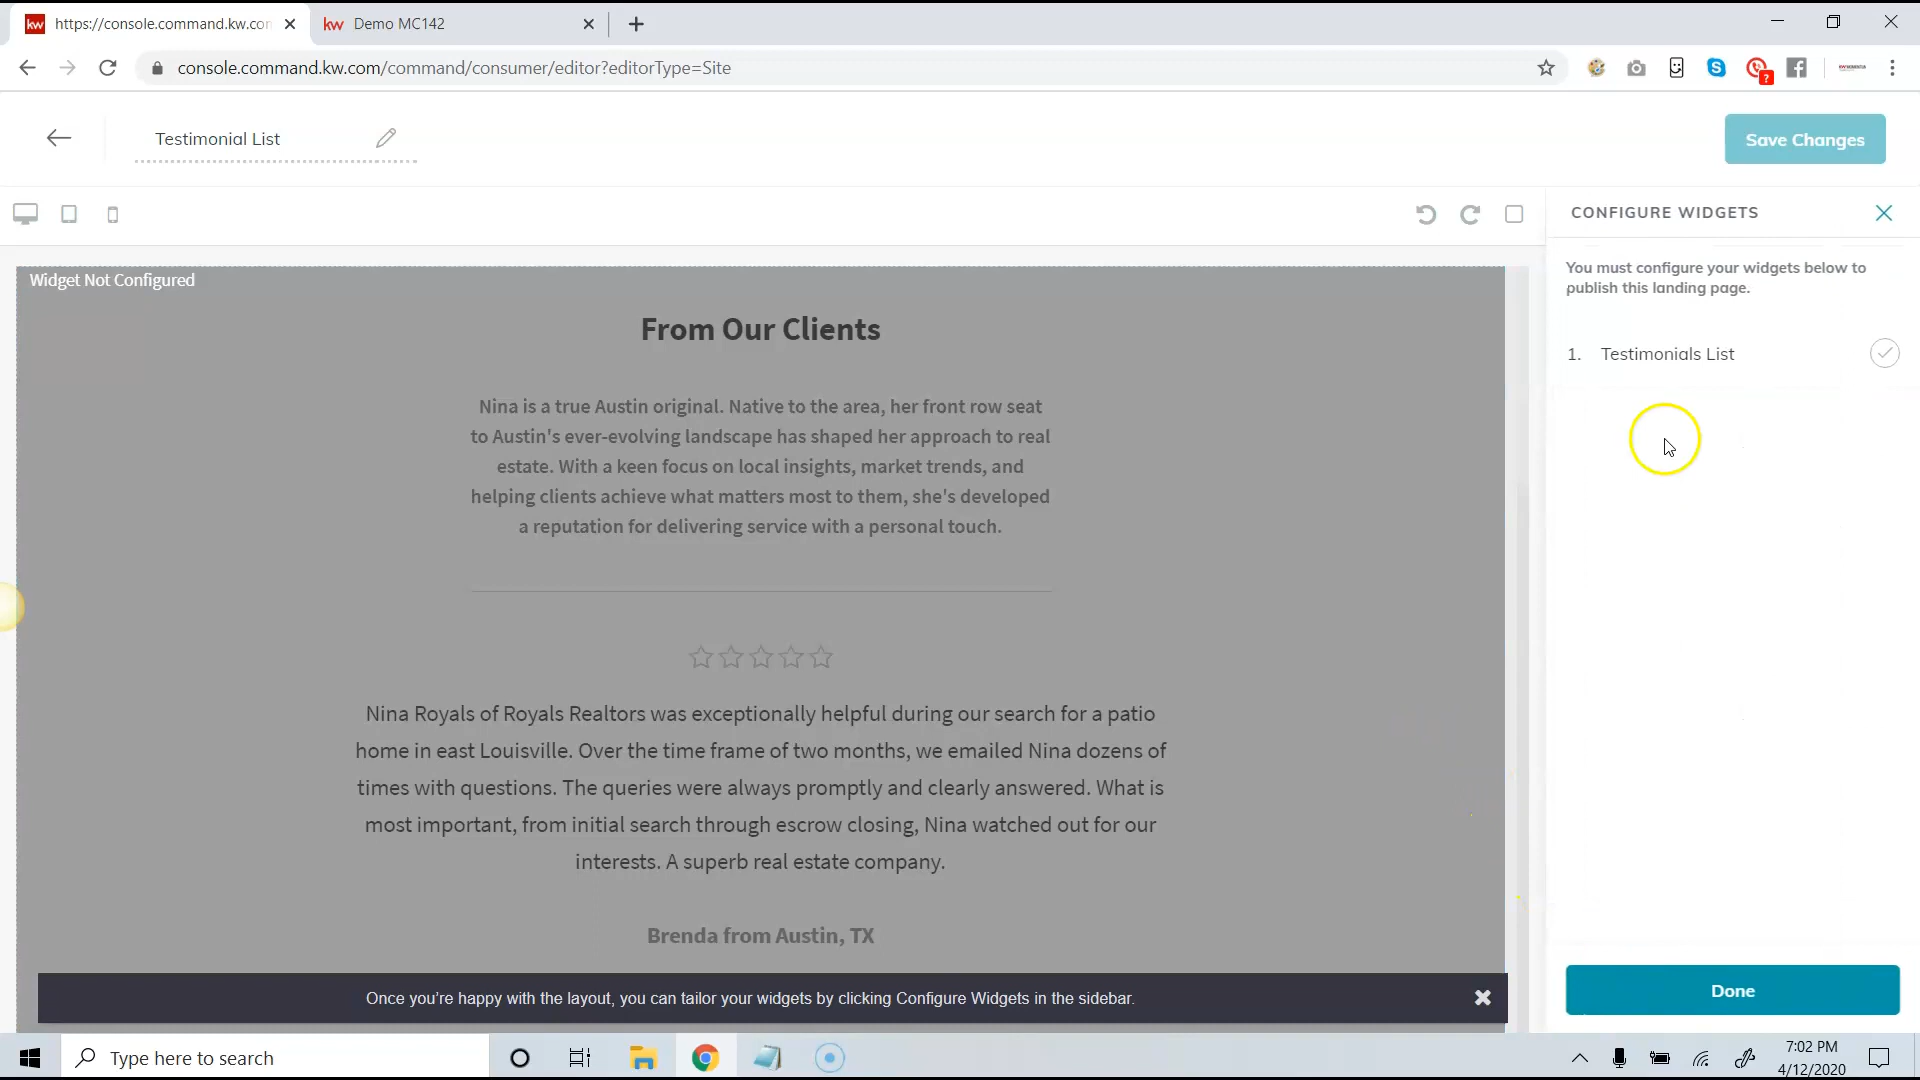 kw https://console.command.kw.com
kw Demo MC142
console.command.kw.com/command/consumer/editor?editorType=Site
Testimonial List
Save Changes
CONFIGURE WIDGETS
You must configure your widgets below to
publish this landing page.
1. Testimonials List
Widget Not Configured
From Our Clients
Nina is a true Austin original. Native to the area, her front row seat
to Austin's ever-evolving landscape has shaped her approach to real
estate. With a keen focus on local insights, market trends, and
helping clients achieve what matters most to them, she's developed
a reputation for delivering service with a personal touch.
Nina Royals of Royals Realtors was exceptionally helpful during our search for a patio
home in east Louisville. Over the time frame of two months, we emailed Nina dozens of
times with questions. The queries were always promptly and clearly answered. What is
most important, from initial search through escrow closing, Nina watched out for our
interests. A superb real estate company.
Brenda from Austin, TX
Once you're happy with the layout, you can tailor your widgets by clicking Configure Widgets in the sidebar.
Done
Type here to search
7:02 PM
4/12/2020